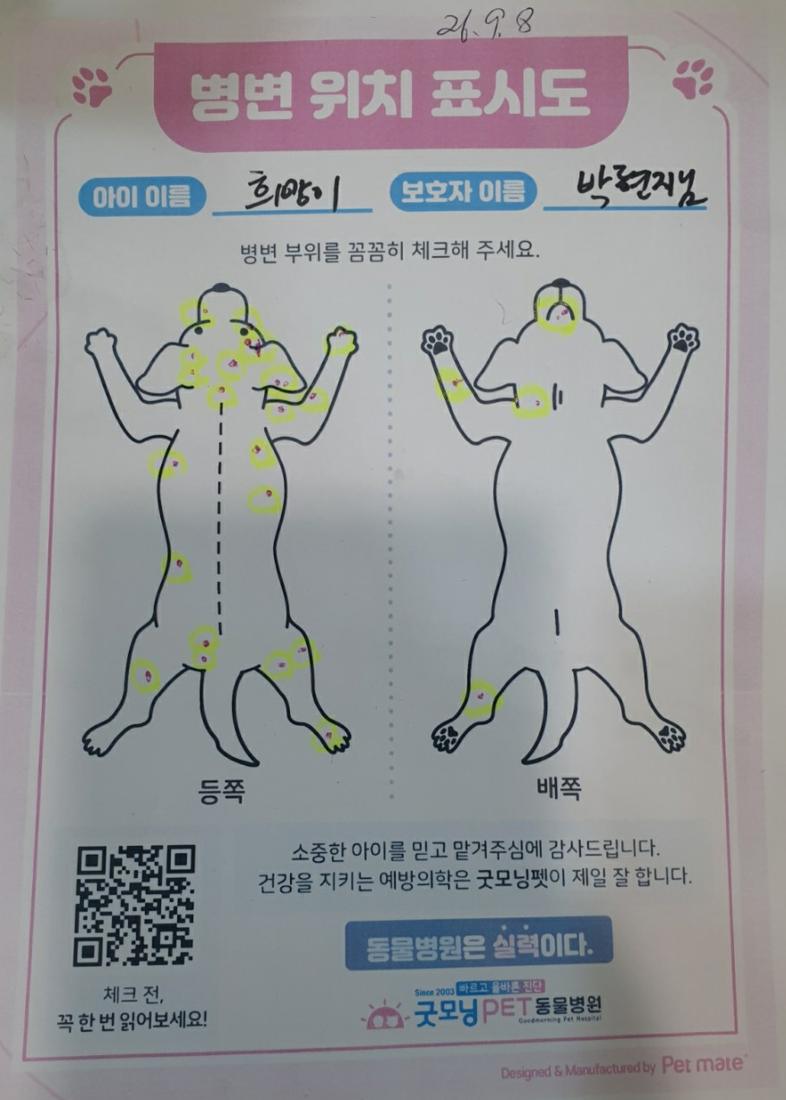 26.9.8
병변 위치 표시도
아이 이름 희망이 보호자 이름 박현지님
병변 부위를 꼼꼼히 체크해 주세요.
등쪽 배쪽
소중한 아이를 믿고 맡겨주심에 감사드립니다.
건강을 지키는 예방의학은 굿모닝펫이 제일 잘 합니다.
동물병원은 실력이다.
체크 전,
꼭 한 번 읽어보세요!
Since 2003 바르고 올바른 진단
굿모닝PET동물병원
Goodmorning Pet Hospital
Designed & Manufactured by Pet mate